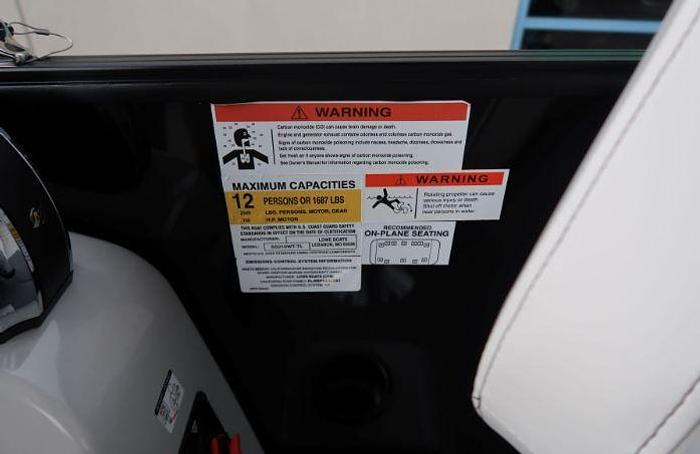 WARNING
Carbon monoxide (CO) can cause brain damage or death.
Engine and generator exhaust contains odorless and colorless carbon monoxide gas.
Signs of carbon monoxide poisoning include nausea, headache, dizziness, drowsiness and
lack of consciousness.
Get fresh air if anyone shows signs of carbon monoxide poisoning.
See Owner's Manual for information regarding carbon monoxide poisoning.
MAXIMUM CAPACITIES
12 PERSONS OR 1687 LBS
LBS. PERSONS, MOTOR, GEAR
H.P. MOTOR
THIS BOAT COMPLIES WITH U.S. COAST GUARD SAFETY
STANDARDS IN EFFECT ON THE DATE OF CERTIFICATION
MANUFACTURER: LOWE BOATS
LEBANON, MO 65536
MODEL:
EMISSIONS CONTROL SYSTEM INFORMATION
WARNING
Rotating propeller can cause
serious injury or death.
Shut off motor when
near persons in water.
RECOMMENDED
ON-PLANE SEATING